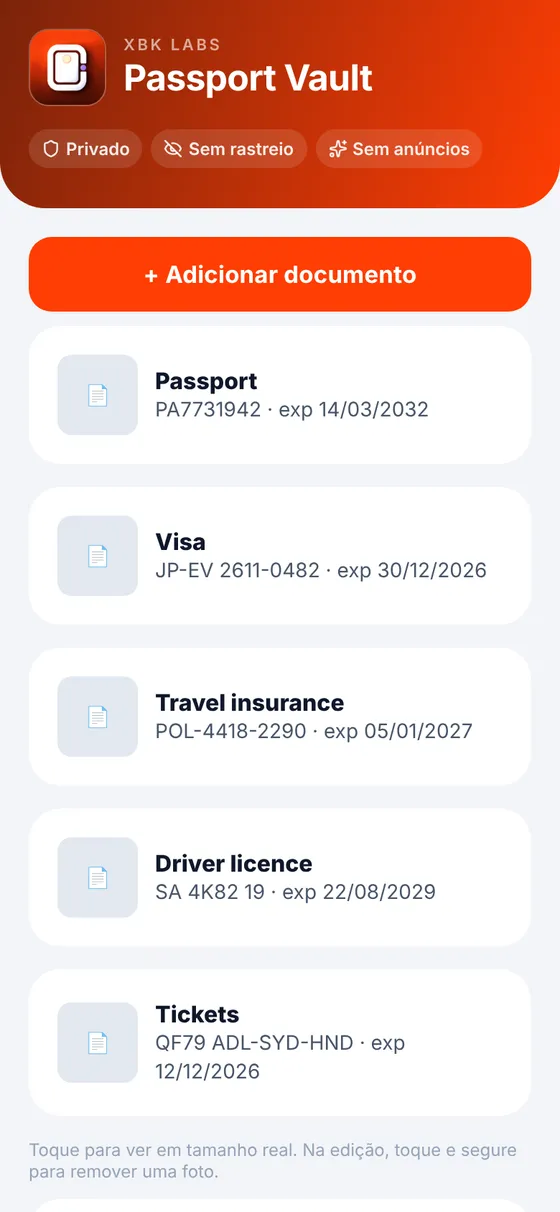 XBK LABS
Passport Vault
Privado
Sem rastreio
Sem anúncios
+ Adicionar documento
Passport
PA7731942 · exp 14/03/2032
Visa
JP-EV 2611-0482 · exp 30/12/2026
Travel insurance
POL-4418-2290 · exp 05/01/2027
Driver licence
SA 4K82 19 · exp 22/08/2029
Tickets
QF79 ADL-SYD-HND · exp
12/12/2026
Toque para ver em tamanho real. Na edição, toque e segure
para remover uma foto.